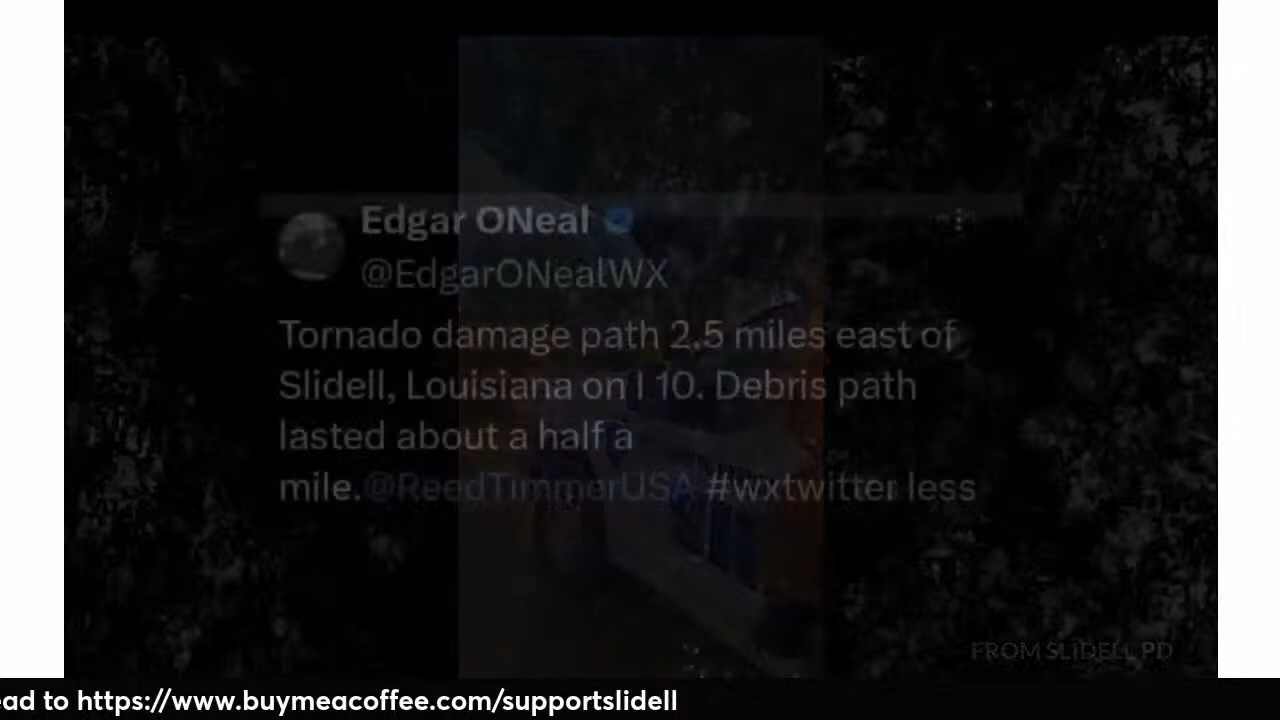 Edgar ONeal
@EdgarONealWX
Tornado damage path 2.5 miles east of
Slidell, Louisiana on I 10. Debris path
lasted about a half a
mile.@ReedTimmerUSA #wxtwitter less
FROM SLIDELL PD
to https://www.buymeacoffee.com/supportslidell